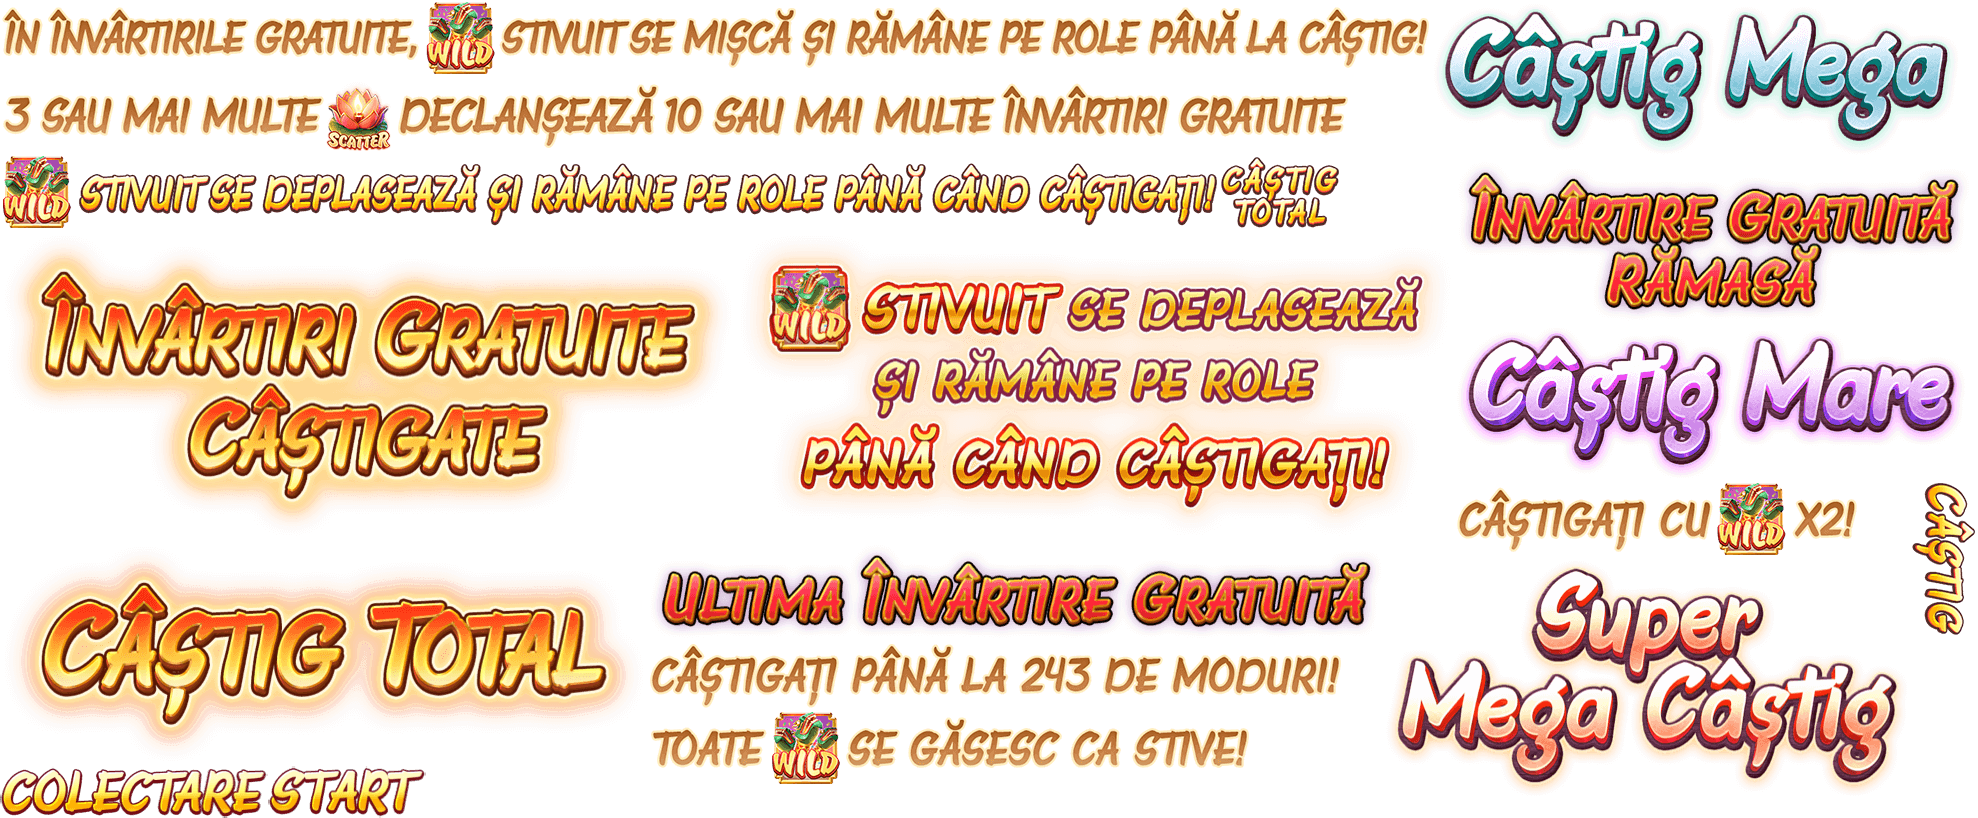 ÎN ÎNVÂRTIRILE GRATUITE, WILD STIVUIT SE MIȘCĂ ȘI RĂMÂNE PE ROLE PÂNĂ LA CÂȘTIG!
3 SAU MAI MULTE SCATTER DECLANȘEAZĂ 10 SAU MAI MULTE ÎNVÂRTIRI GRATUITE
WILD STIVUIT SE DEPLASEAZĂ ȘI RĂMÂNE PE ROLE PÂNĂ CÂND CÂȘTIGAȚI!
CÂȘTIG
TOTAL
Câștig Mega
ÎNVÂRTIRE GRATUITĂ
RĂMASĂ
ÎNVÂRTIRI GRATUITE
CÂȘTIGATE
WILD STIVUIT SE DEPLASEAZĂ
ȘI RĂMÂNE PE ROLE
PÂNĂ CÂND CÂȘTIGAȚI!
Câștig Mare
CÂȘTIGAȚI CU WILD X2!
CÂȘTIG
CÂȘTIG TOTAL
ULTIMA ÎNVÂRTIRE GRATUITĂ
CÂȘTIGAȚI PÂNĂ LA 243 DE MODURI!
TOATE WILD SE GĂSESC CA STIVE!
Super
Mega Câștig
COLECTARE START